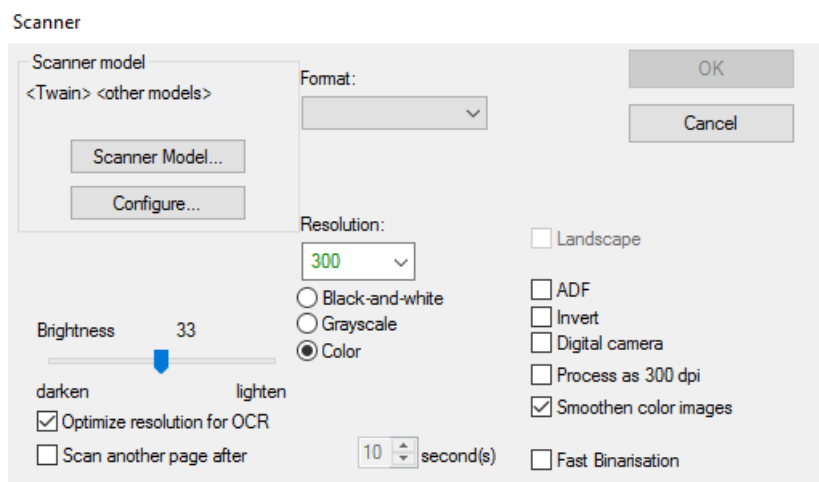 Scanner
Scanner model
<Twain> <other models>
Scanner Model...
Configure...
Format:
OK
Cancel
Resolution:
300
Black-and-white
Grayscale
Color
Landscape
ADF
Invert
Digital camera
Process as 300 dpi
Smoothen color images
Fast Binarisation
Brightness 33
darken lighten
Optimize resolution for OCR
Scan another page after 10 second(s)